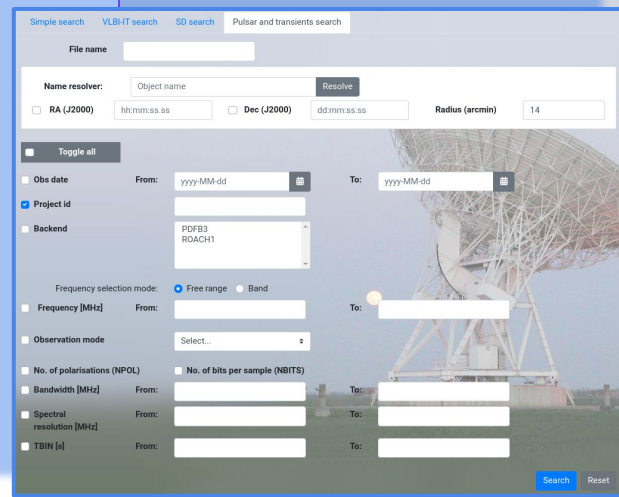 Simple search VLBI-IT search SD search Pulsar and transients search
File name
Name resolver: Object name Resolve
RA (J2000) hh:mm:ss.ss Dec (J2000) dd:mm:ss.ss Radius (arcmin) 14
Toggle all
Obs date From: yyyy-MM-dd To: yyyy-MM-dd
Project id
Backend PDFB3
ROACH1
Frequency selection mode: Free range Band
Frequency [MHz] From: To:
Observation mode Select...
No. of polarisations (NPOL) No. of bits per sample (NBITS)
Bandwidth [MHz] From: To:
Spectral From: To:
resolution [MHz]
TBIN [s] From: To:
Search Reset